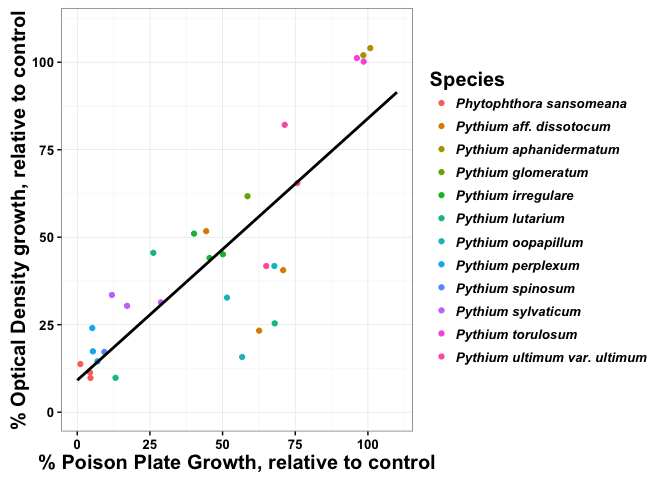 % Optical Density growth, relative to control
100
75
50
25
0
0 25 50 75 100
% Poison Plate Growth, relative to control
Species
Phytophthora sansomeana
Pythium aff. dissotocum
Pythium aphanidermatum
Pythium glomeratum
Pythium irregulare
Pythium lutarium
Pythium oopapillum
Pythium perplexum
Pythium spinosum
Pythium sylvaticum
Pythium torulosum
Pythium ultimum var. ultimum